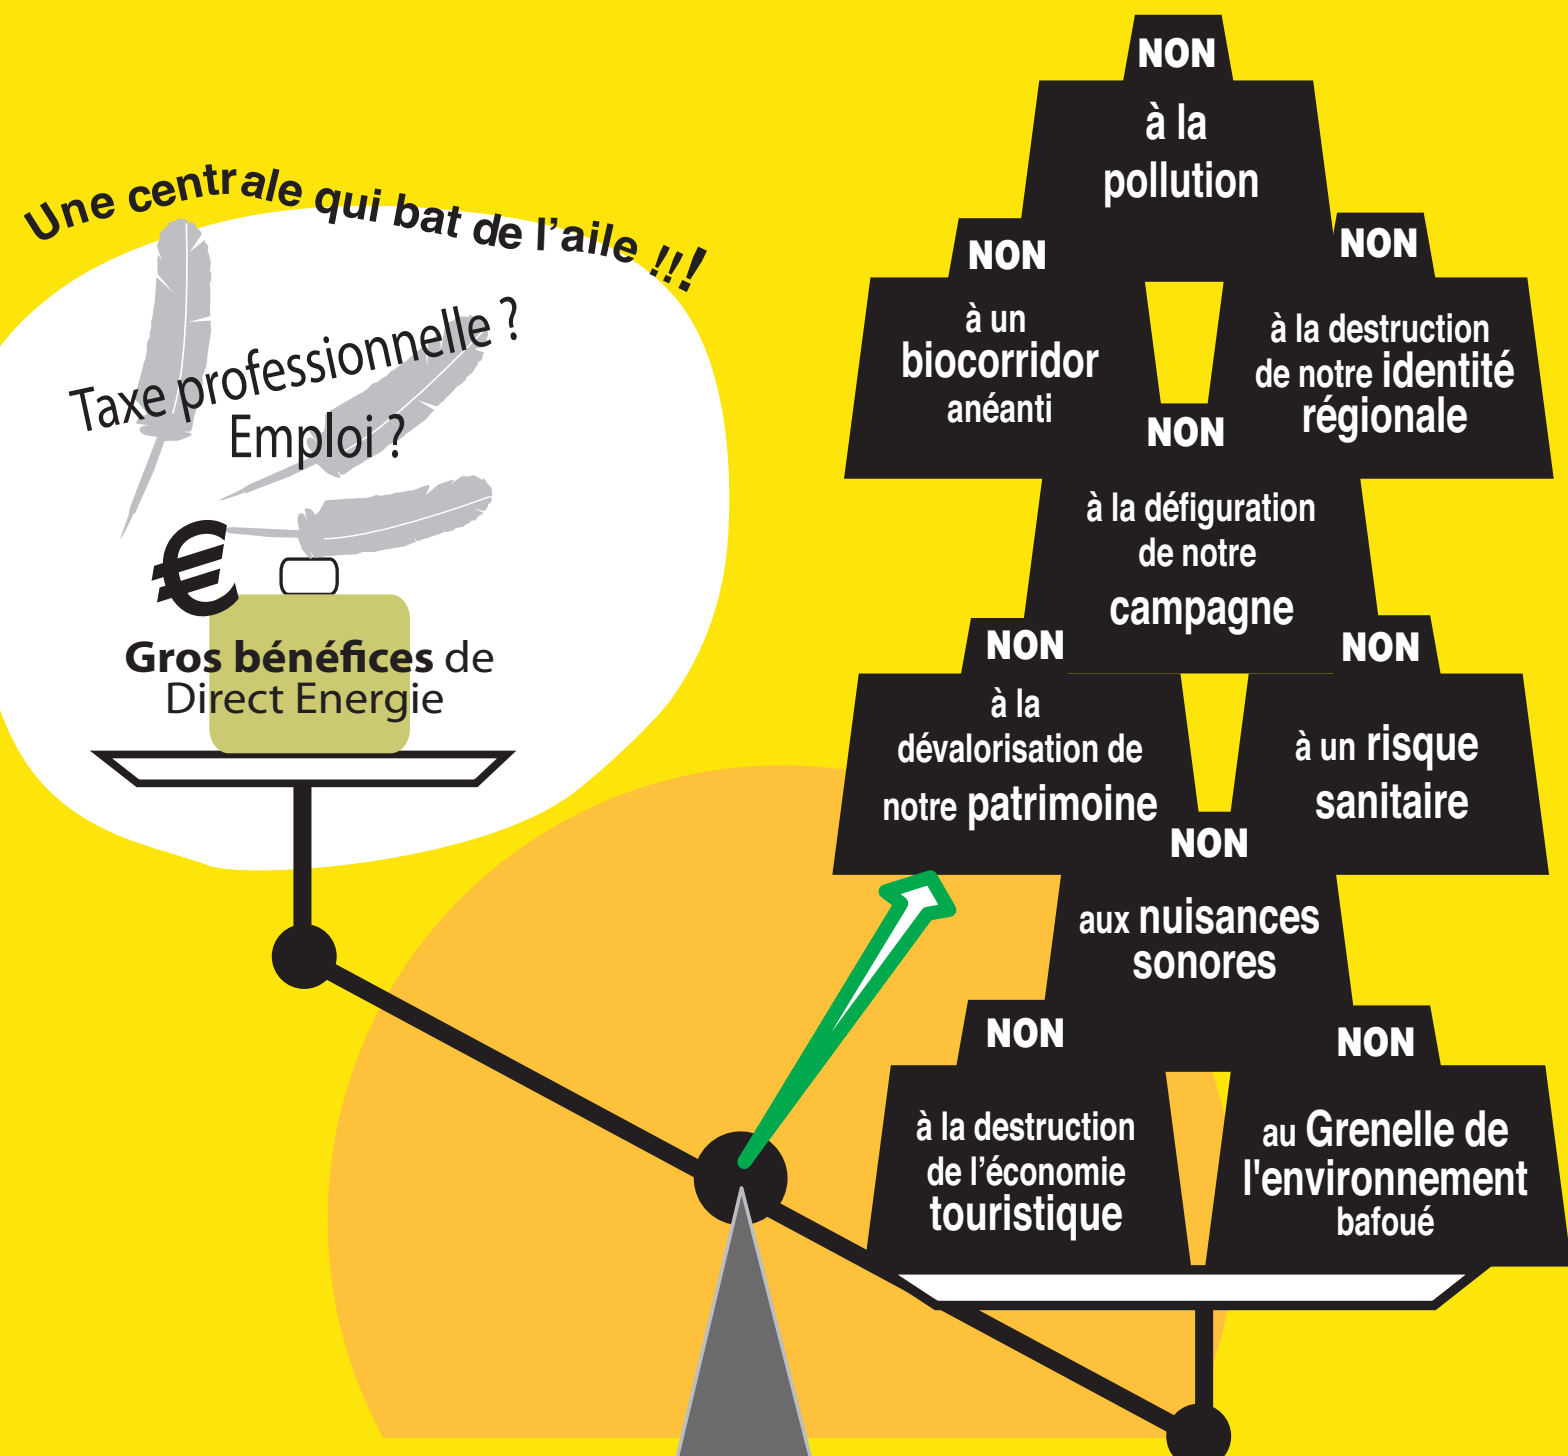 Une centrale qui bat de l’aile !!!
Taxe professionnelle ?
Emploi ?
€
Gros bénéfices de
Direct Energie
NON
à la
pollution
NON
à un
biocorridor
anéanti
NON
à la destruction
de notre identité
régionale
NON
à la défiguration
de notre
campagne
NON
à la
dévalorisation de
notre patrimoine
NON
à un risque
sanitaire
NON
aux nuisances
sonores
NON
à la destruction
de l’économie
touristique
NON
au Grenelle de
l'environnement
bafoué